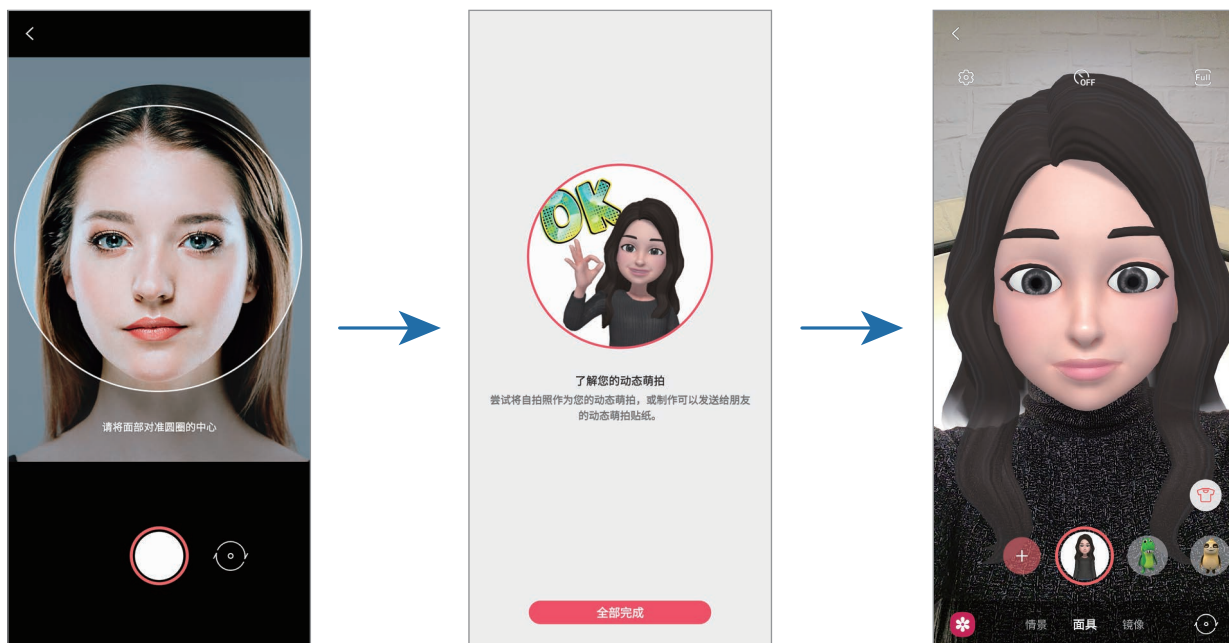 请将面部对准圆圈的中心
OK
了解您的动态萌拍
尝试将自拍照作为您的动态萌拍，或制作可以发送给朋友
的动态萌拍贴纸。
全部完成
OFF
Full
情景
面具
镜像